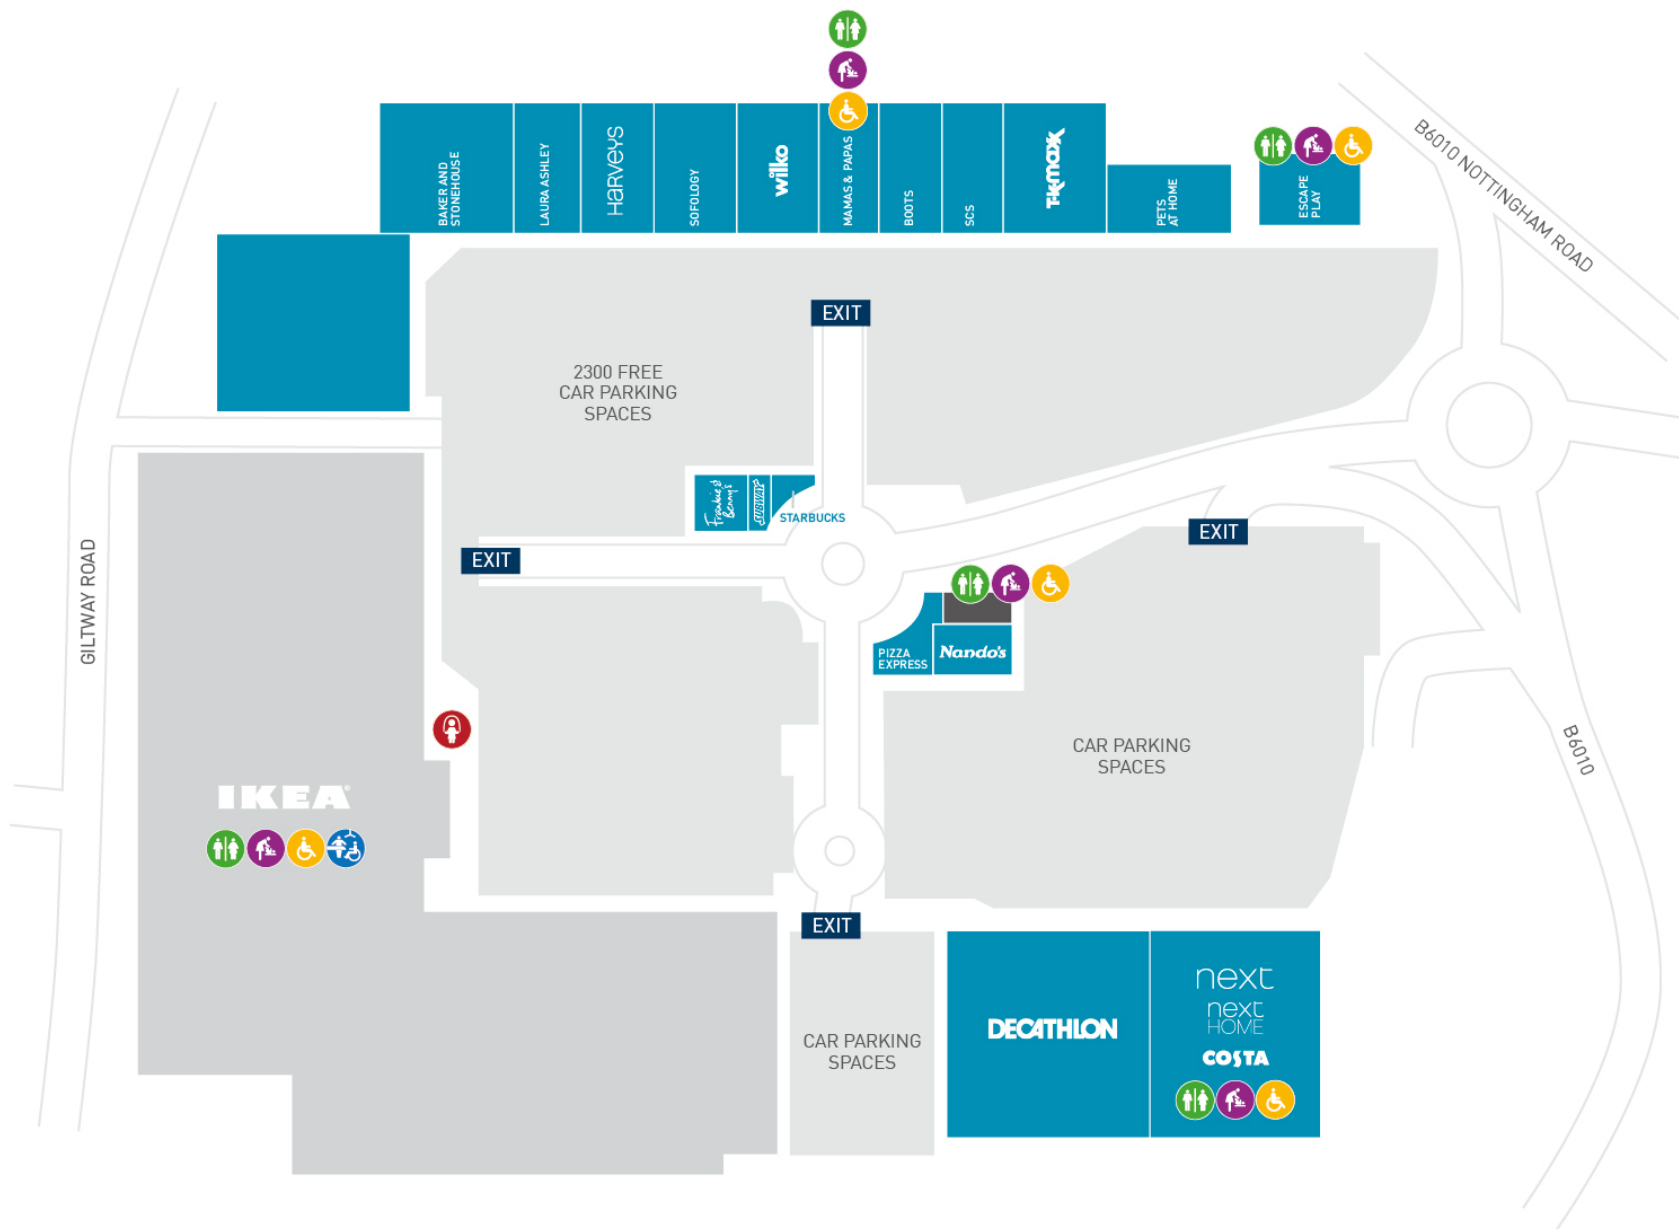 BAKER AND
STONEHOUSE
LAURA ASHLEY
HARVEYS
SOFOLOGY
wilko
MAMAS & PAPAS
BOOTS
SCS
T·K·maxx
PETS
AT HOME
ESCAPE
PLAY
B6010 NOTTINGHAM ROAD
EXIT
2300 FREE
CAR PARKING
SPACES
Frankie &
Benny's
SUBWAY
STARBUCKS
EXIT
EXIT
GILTWAY ROAD
PIZZA
EXPRESS
Nando's
CAR PARKING
SPACES
B6010
IKEA
EXIT
CAR PARKING
SPACES
DECATHLON
next
next
HOME
COSTA